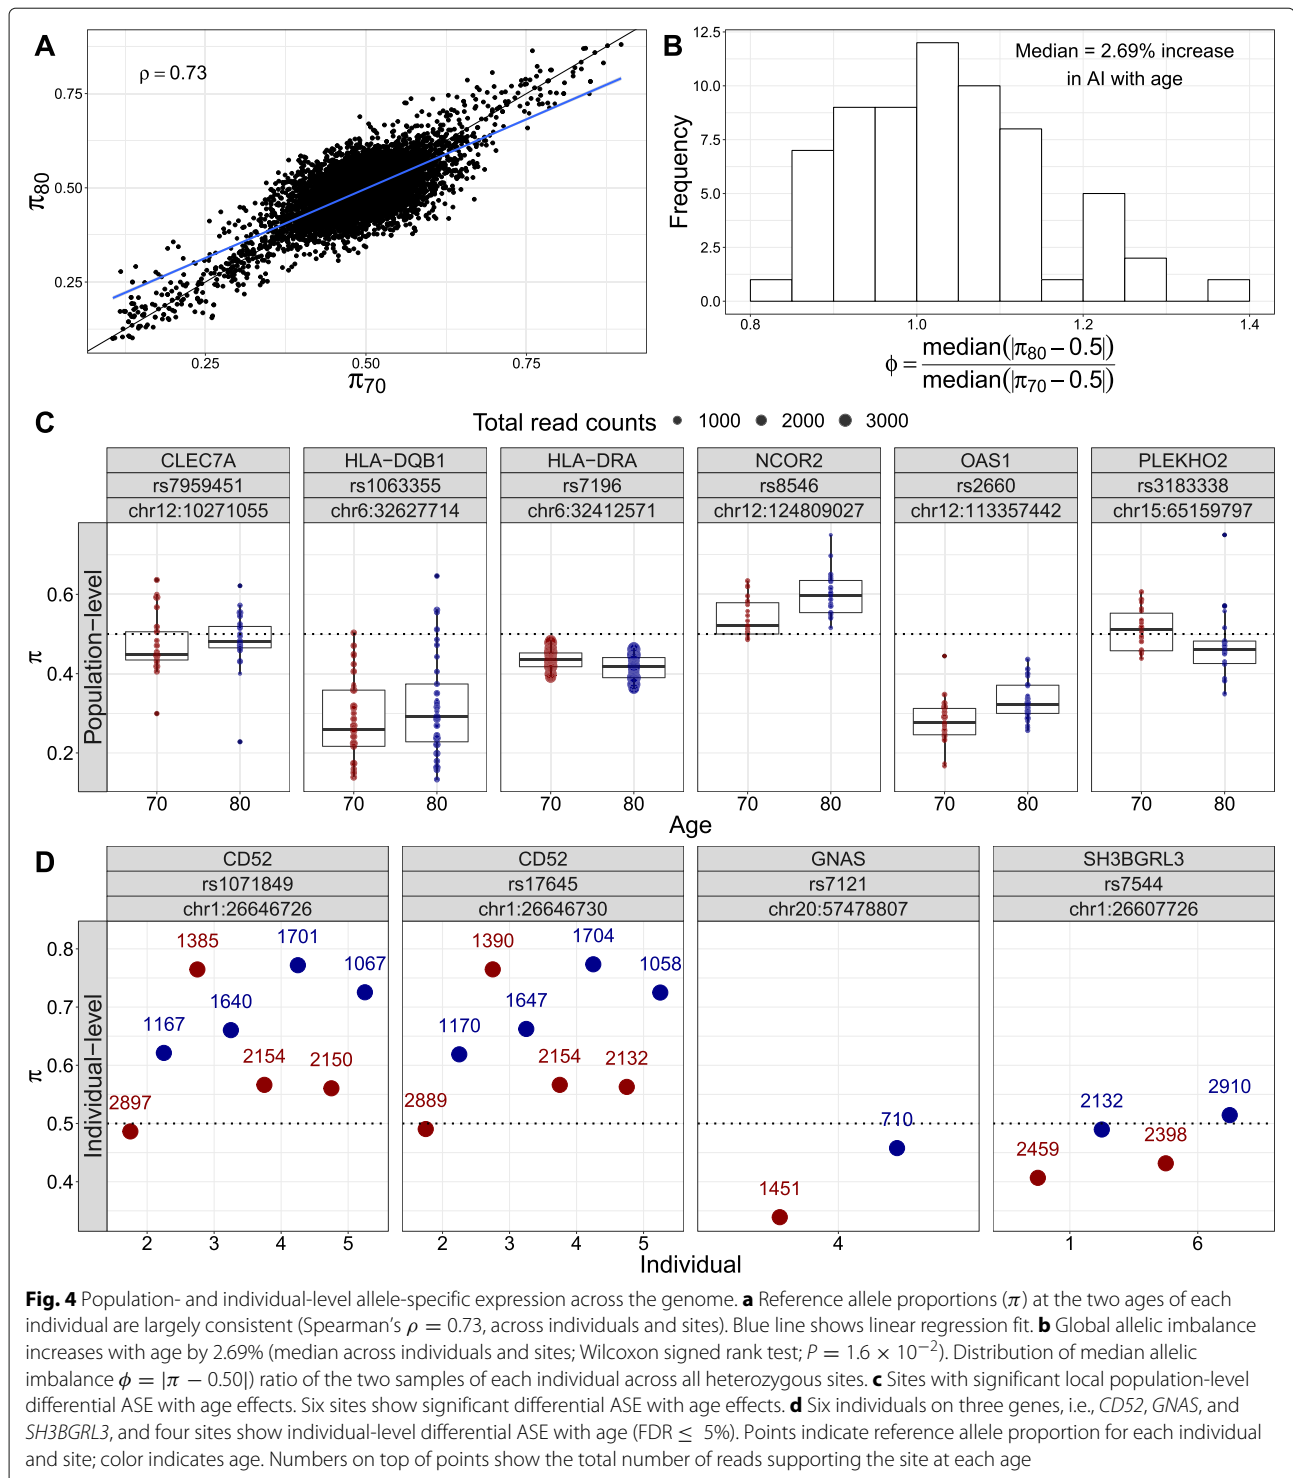 A
ρ = 0.73
0.75
0.50
0.25
π80
0.25
0.50
0.75
π70
B
Median = 2.69% increase
in AI with age
12.5
10.0
7.5
5.0
2.5
0.0
Frequency
0.8
1.0
1.2
1.4
ϕ = median(|π80 − 0.5|)
median(|π70 − 0.5|)
C
Total read counts 1000 2000 3000
CLEC7A HLA−DQB1 HLA−DRA NCOR2 OAS1 PLEKHO2
rs7959451 rs1063355 rs7196 rs8546 rs2660 rs3183338
chr12:10271055 chr6:32627714 chr6:32412571 chr12:124809027 chr12:113357442 chr15:65159797
Population−level
π
0.6
0.4
0.2
70 80 70 80 70 80 70 80 70 80 70 80
Age
D
CD52 CD52 GNAS SH3BGRL3
rs1071849 rs17645 rs7121 rs7544
chr1:26646726 chr1:26646730 chr20:57478807 chr1:26607726
Individual−level
π
0.8
0.7
0.6
0.5
0.4
2897
1167
1385
1640
2154
1701
2150
1067
2889
1170
1390
1647
2154
1704
2132
1058
1451
710
2459
2132
2398
2910
2 3 4 5 2 3 4 5 4 1 6
Individual
Fig. 4 Population- and individual-level allele-specific expression across the genome. a Reference allele proportions (π) at the two ages of each
individual are largely consistent (Spearman's ρ = 0.73, across individuals and sites). Blue line shows linear regression fit. b Global allelic imbalance
increases with age by 2.69% (median across individuals and sites; Wilcoxon signed rank test; P = 1.6 × 10−2). Distribution of median allelic
imbalance ϕ = |π − 0.50|) ratio of the two samples of each individual across all heterozygous sites. c Sites with significant local population-level
differential ASE with age effects. Six sites show significant differential ASE with age effects. d Six individuals on three genes, i.e., CD52, GNAS, and
SH3BGRL3, and four sites show individual-level differential ASE with age (FDR ≤ 5%). Points indicate reference allele proportion for each individual
and site; color indicates age. Numbers on top of points show the total number of reads supporting the site at each age